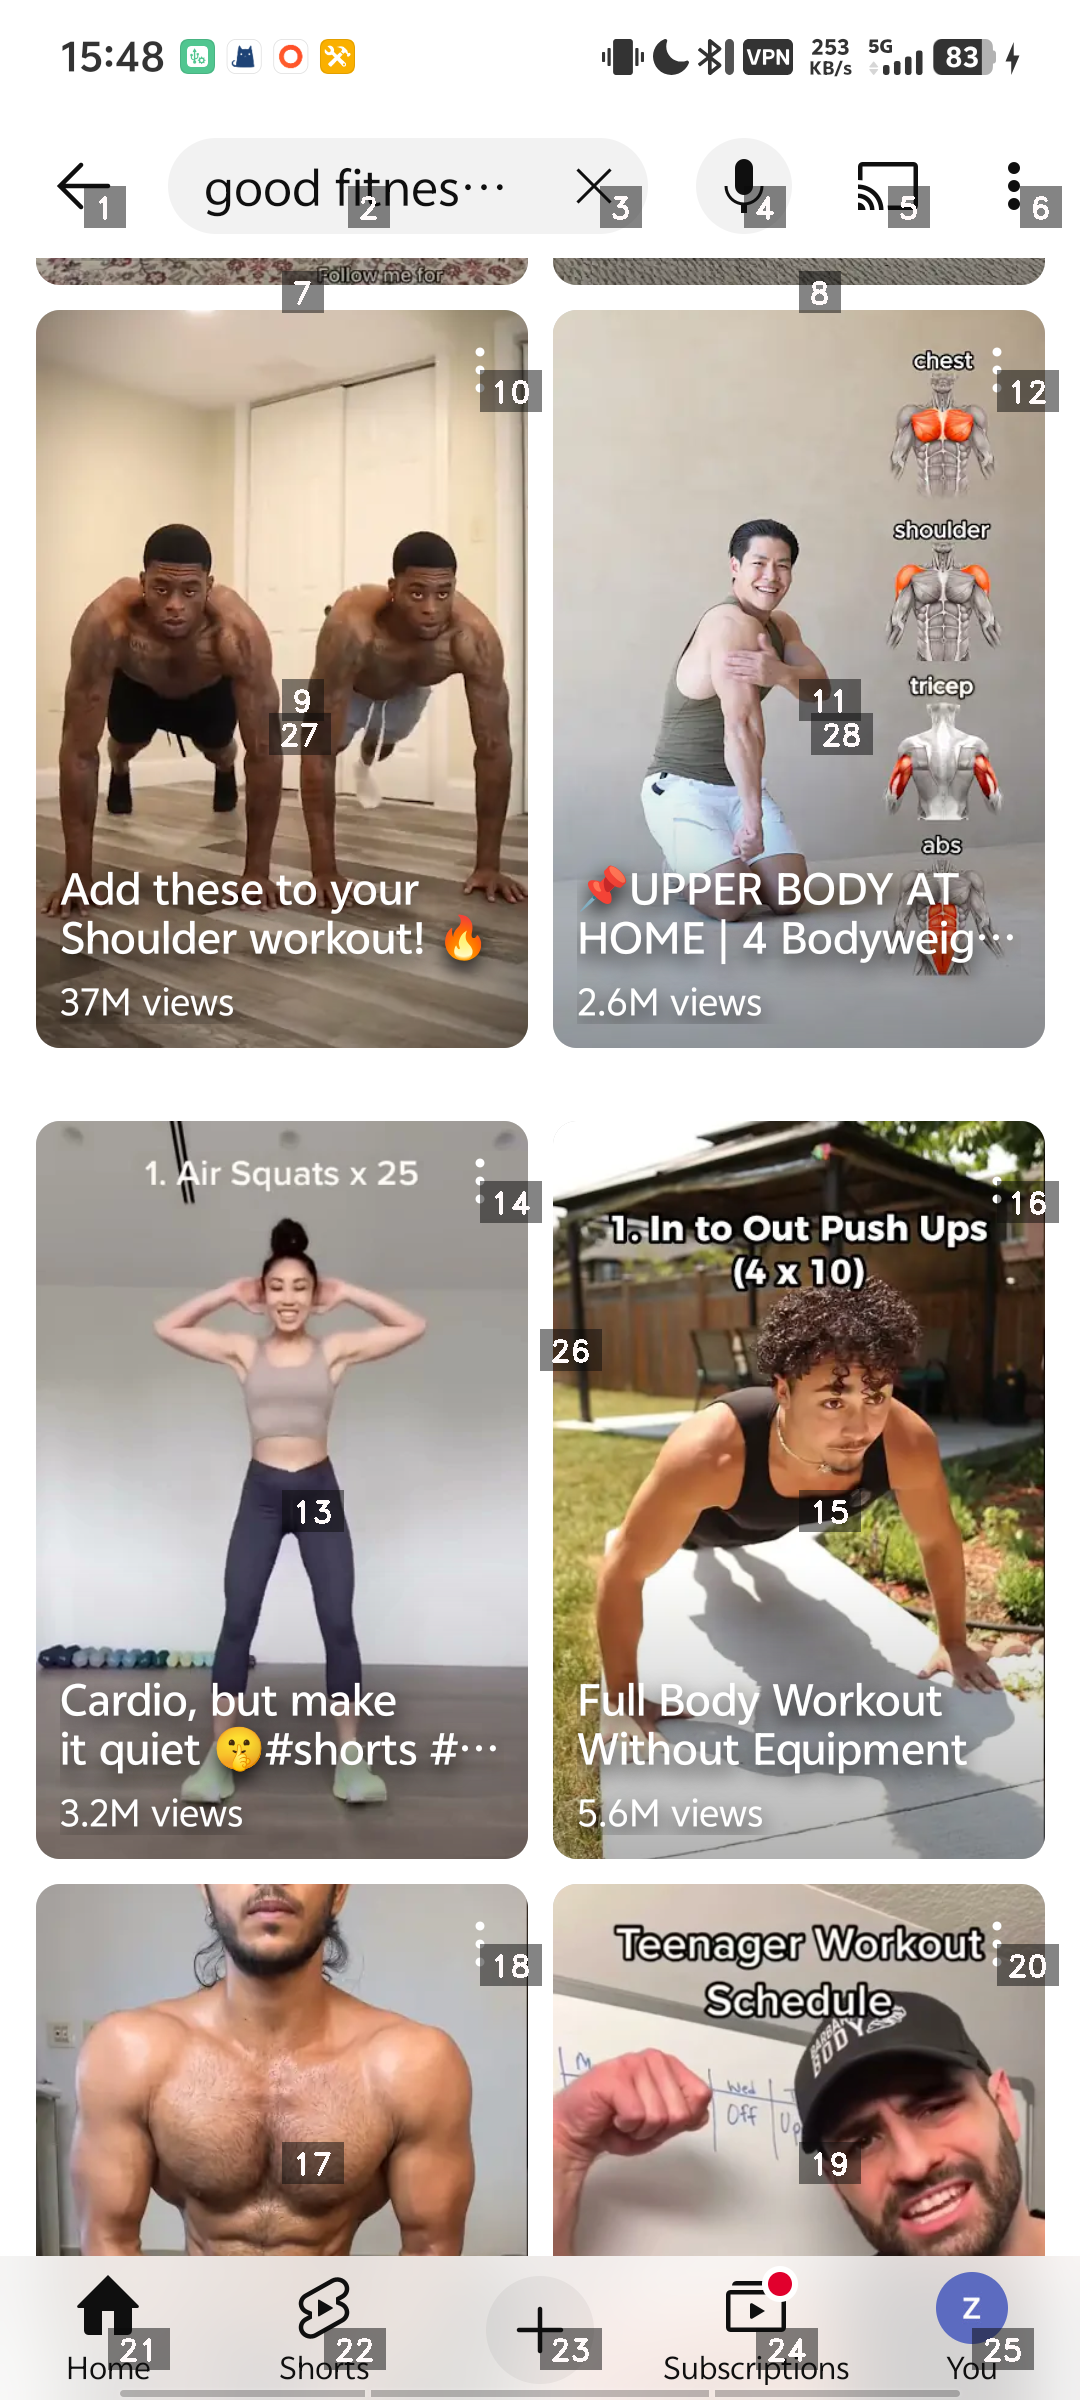 15:48
VPN
253 KB/s
5G
83
good fitnes...
1
2
3
4
5
6
Follow me for
7
8
10
12
chest
shoulder
tricep
abs
9
27
11
28
Add these to your
Shoulder workout! 🔥
37M views
📌UPPER BODY AT
HOME | 4 Bodyweig...
2.6M views
1. Air Squats x 25
14
16
1. In to Out Push Ups
(4 x 10)
26
13
15
Cardio, but make
it quiet 🤫#shorts #...
3.2M views
Full Body Workout
Without Equipment
5.6M views
18
20
Teenager Workout
Schedule
BARBARIAN
BODY
M
Wed
Off
Up
17
19
Z
21
22
23
24
25
Home
Shorts
Subscriptions
You